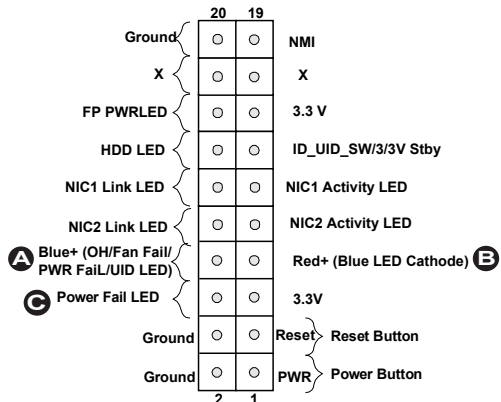 20 19
Ground NMI
X X
FP PWRLED 3.3 V
HDD LED ID_UID_SW/3/3V Stby
NIC1 Link LED NIC1 Activity LED
NIC2 Link LED NIC2 Activity LED
A Blue+ (OH/Fan Fail/
PWR FaiL/UID LED)
Red+ (Blue LED Cathode) B
C Power Fail LED 3.3V
Ground Reset Reset Button
Ground PWR Power Button
2 1